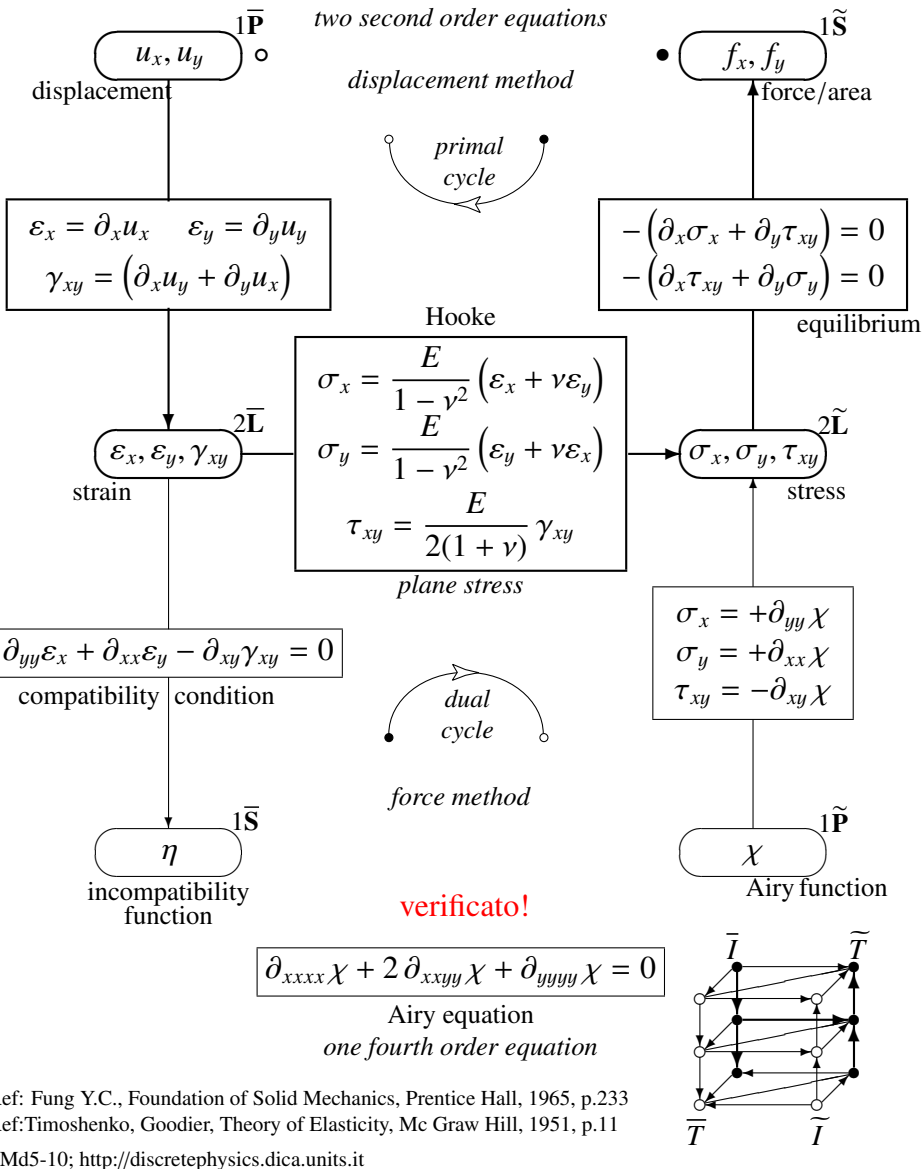 1P̅ two second order equations 1S̃
u_x, u_y f_x, f_y
displacement displacement method force/area
primal
cycle
ε_x = ∂_x u_x ε_y = ∂_y u_y
γ_xy = (∂_x u_y + ∂_y u_x)
−(∂_x σ_x + ∂_y τ_xy) = 0
−(∂_x τ_xy + ∂_y σ_y) = 0
equilibrium
Hooke
σ_x = E/(1 − ν²) (ε_x + νε_y)
σ_y = E/(1 − ν²) (ε_y + νε_x)
τ_xy = E/(2(1 + ν)) γ_xy
plane stress
2L̅
ε_x, ε_y, γ_xy
strain
2L̃
σ_x, σ_y, τ_xy
stress
∂_yy ε_x + ∂_xx ε_y − ∂_xy γ_xy = 0
compatibility condition
σ_x = +∂_yy χ
σ_y = +∂_xx χ
τ_xy = −∂_xy χ
dual
cycle
force method
1S̅
η
incompatibility
function
1P̃
χ
Airy function
verificato!
∂_xxxx χ + 2 ∂_xxyy χ + ∂_yyyy χ = 0
Airy equation
one fourth order equation
I̅ T̃
T̅ Ĩ
ef: Fung Y.C., Foundation of Solid Mechanics, Prentice Hall, 1965, p.233
ef:Timoshenko, Goodier, Theory of Elasticity, Mc Graw Hill, 1951, p.11
Md5-10; http://discretephysics.dica.units.it